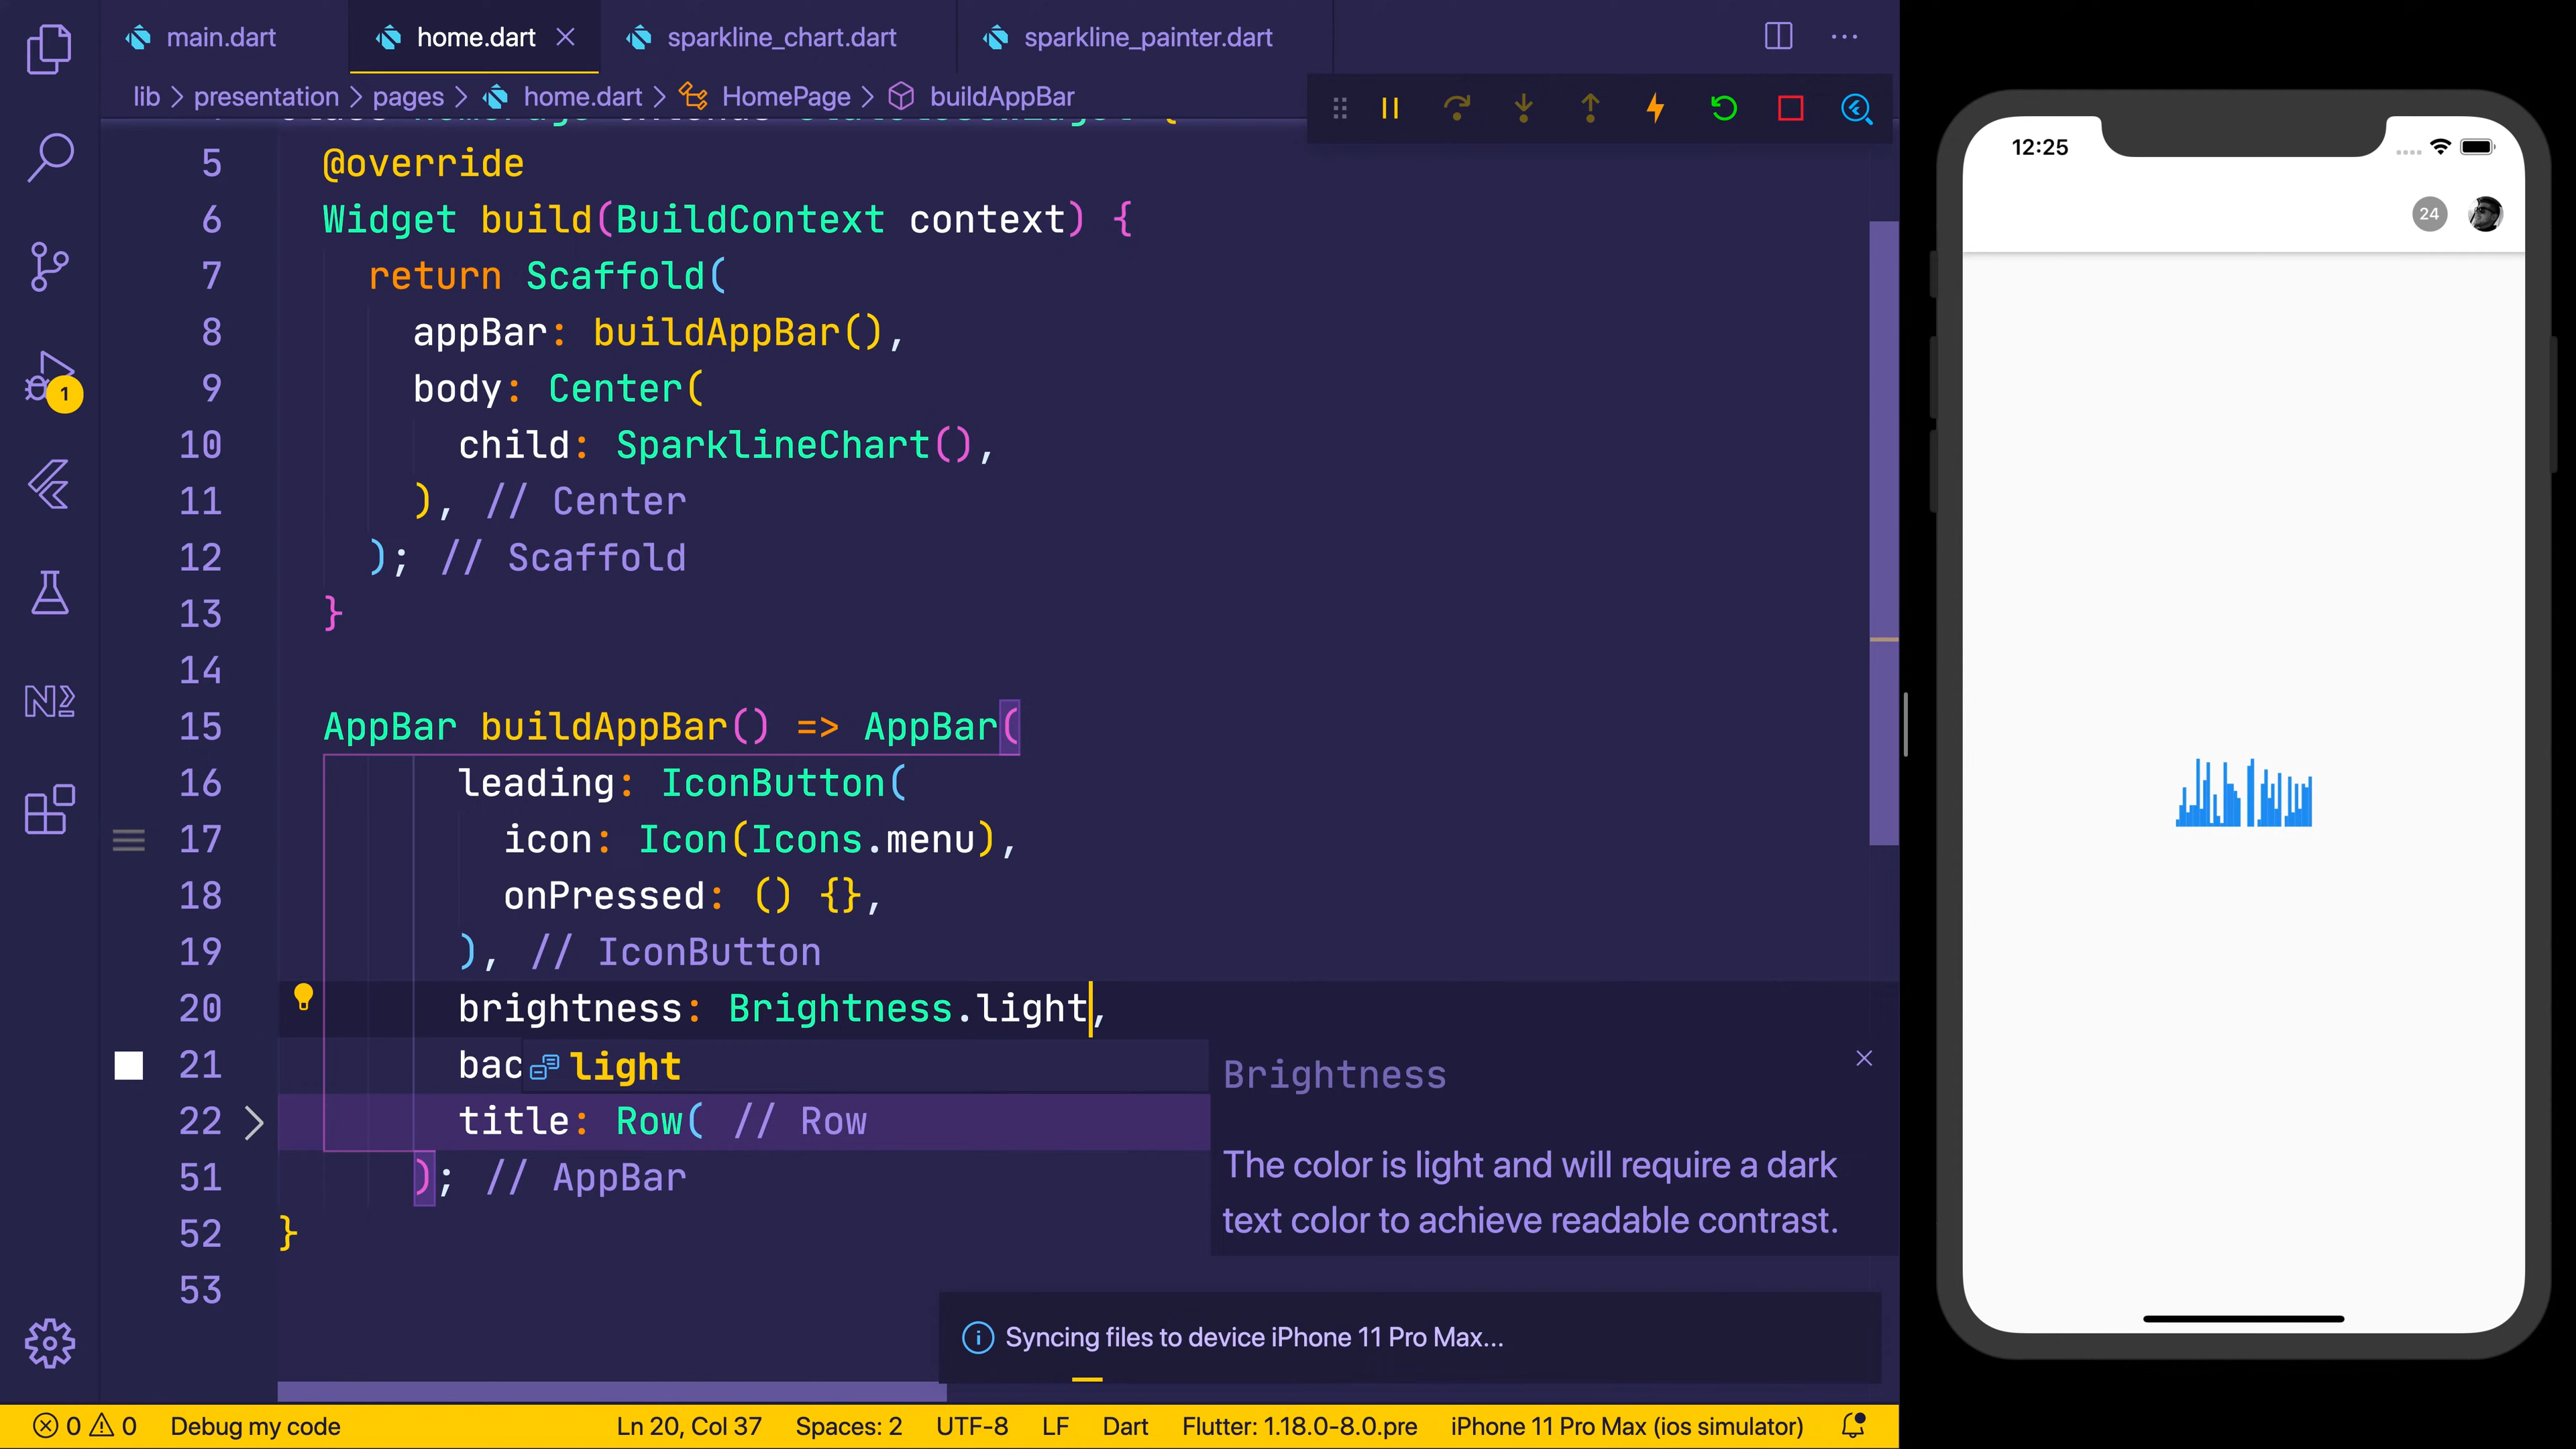 main.dart
home.dart
sparkline_chart.dart
sparkline_painter.dart
lib > presentation > pages > home.dart > HomePage > buildAppBar
5 @override
6 Widget build(BuildContext context) {
7 return Scaffold(
8 appBar: buildAppBar(),
9 body: Center(
10 child: SparklineChart(),
11 ), // Center
12 ); // Scaffold
13 }
14
15 AppBar buildAppBar() => AppBar(
16 leading: IconButton(
17 icon: Icon(Icons.menu),
18 onPressed: () {},
19 ), // IconButton
20 brightness: Brightness.light,
21 bac
light
22 title: Row( // Row
51 ); // AppBar
52 }
53
Brightness
The color is light and will require a dark
text color to achieve readable contrast.
Syncing files to device iPhone 11 Pro Max...
1
0 0 Debug my code Ln 20, Col 37 Spaces: 2 UTF-8 LF Dart Flutter: 1.18.0-8.0.pre iPhone 11 Pro Max (ios simulator)
12:25
24